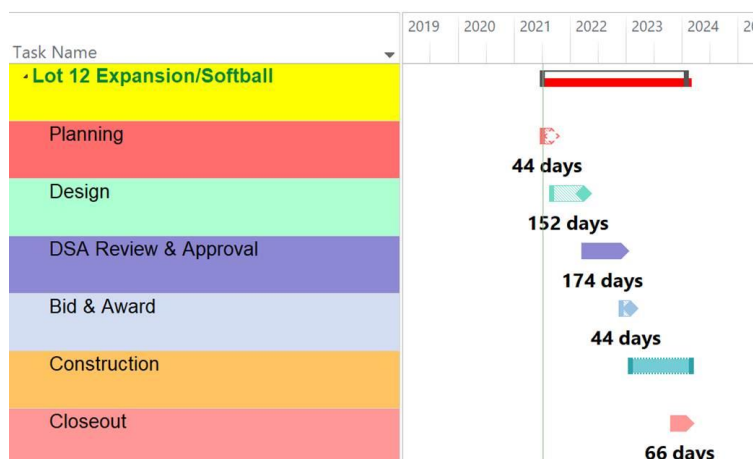 2019 2020 2021 2022 2023 2024
Task Name
Lot 12 Expansion/Softball
Planning
44 days
Design
152 days
DSA Review & Approval
174 days
Bid & Award
44 days
Construction
Closeout
66 days